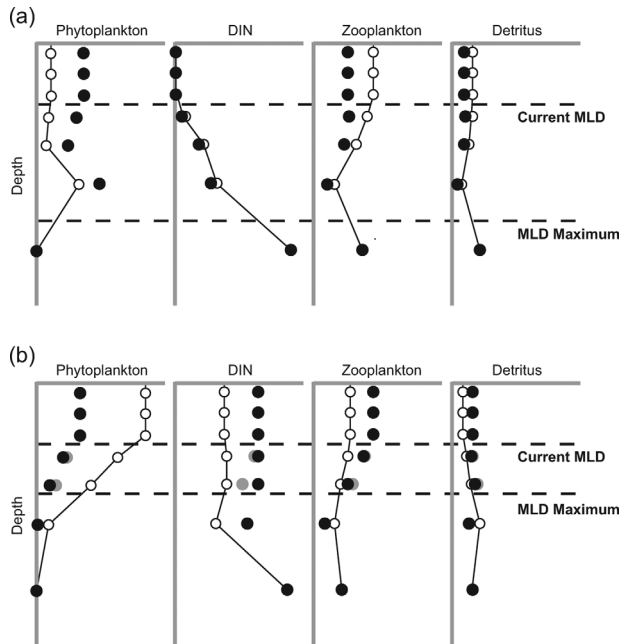 (a)
Phytoplankton DIN Zooplankton Detritus
Current MLD
Depth
MLD Maximum
(b)
Phytoplankton DIN Zooplankton Detritus
Current MLD
MLD Maximum
Depth